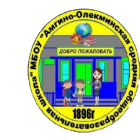 МБОУ "Амгино-Олекминская средняя общеобразовательная школа"
ДОБРО ПОЖАЛОВАТЬ
1896г